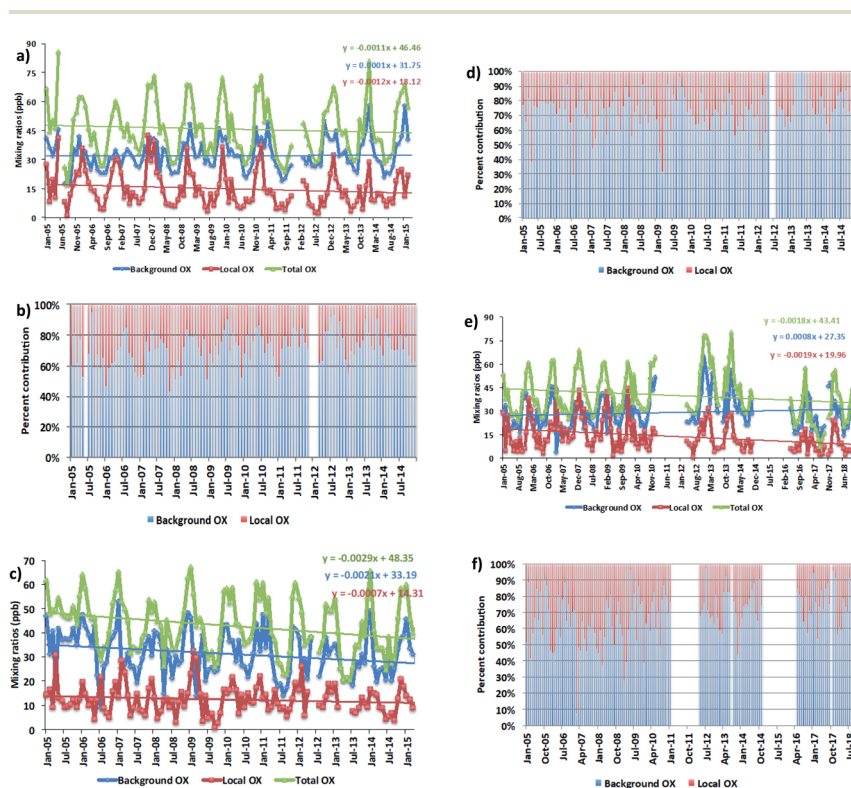 a)
y = -0.0011x + 46.46
y = 0.0001x + 31.75
y = -0.0012x + 18.12
Mixing ratios (ppb)
90
75
60
45
30
15
0
Jan-05 Jun-05 Nov-05 Apr-06 Sep-06 Feb-07 Jul-07 Dec-07 May-08 Oct-08 Mar-09 Aug-09 Jan-10 Jun-10 Nov-10 Apr-11 Sep-11 Feb-12 Jul-12 Dec-12 May-13 Oct-13 Mar-14 Aug-14 Jan-15
Background OX Local OX Total OX
b)
Percent contribution
100%
80%
60%
40%
20%
0%
Jan-05 Jul-05 Jan-06 Jul-06 Jan-07 Jul-07 Jan-08 Jul-08 Jan-09 Jul-09 Jan-10 Jul-10 Jan-11 Jul-11 Jan-12 Jul-12 Jan-13 Jul-13 Jan-14 Jul-14
Background OX Local OX
c)
y = -0.0029x + 48.35
y = -0.0021x + 33.19
y = -0.0007x + 14.31
Mixing ratios (ppb)
70
60
50
40
30
20
10
0
Jan-05 Jul-05 Jan-06 Jul-06 Jan-07 Jul-07 Jan-08 Jul-08 Jan-09 Jul-09 Jan-10 Jul-10 Jan-11 Jul-11 Jan-12 Jul-12 Jan-13 Jul-13 Jan-14 Jul-14 Jan-15
Background OX Local OX Total OX
d)
Percent contribution
100%
90%
80%
70%
60%
50%
40%
30%
20%
10%
0%
Jan-05 Jul-05 Jan-06 Jul-06 Jan-07 Jul-07 Jan-08 Jul-08 Jan-09 Jul-09 Jan-10 Jul-10 Jan-11 Jul-11 Jan-12 Jul-12 Jan-13 Jul-13 Jan-14 Jul-14
Background OX Local OX
e)
y = -0.0018x + 43.41
y = 0.0008x + 27.35
y = -0.0019x + 19.96
Mixing ratios (ppb)
90
75
60
45
30
15
0
Jan-05 Aug-05 Mar-06 Oct-06 May-07 Dec-07 Jul-08 Feb-09 Sep-09 Apr-10 Nov-10 Jun-11 Jan-12 Aug-12 Mar-13 Oct-13 May-14 Dec-14 Jul-15 Feb-16 Sep-16 Apr-17 Nov-17 Jun-18
Background OX Local OX Total OX
f)
Percent contribution
100%
90%
80%
70%
60%
50%
40%
30%
20%
10%
0%
Jan-05 Oct-05 Jul-06 Apr-07 Jan-08 Oct-08 Jul-09 Apr-10 Jan-11 Oct-11 Jul-12 Apr-13 Jan-14 Oct-14 Jul-15 Apr-16 Jan-17 Oct-17 Jul-18
Background OX Local OX